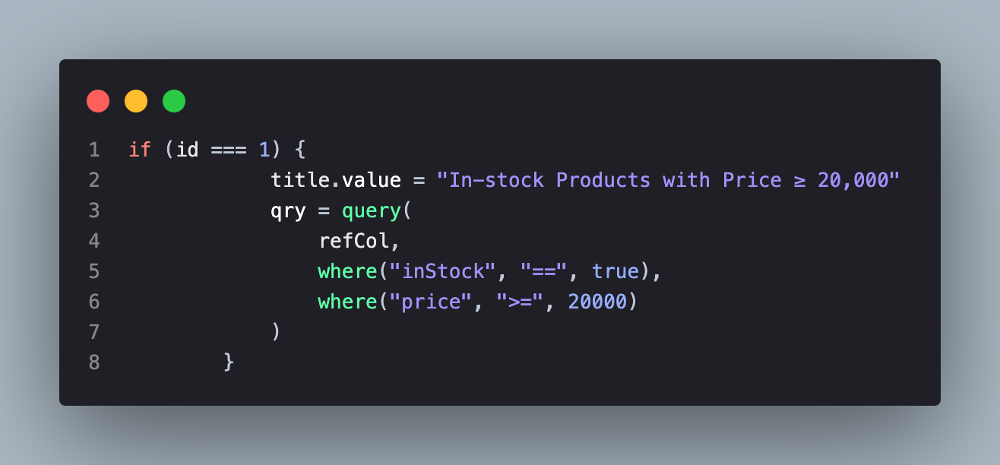 1 if (id === 1) {
2 title.value = "In-stock Products with Price ≥ 20,000"
3 qry = query(
4 refCol,
5 where("inStock", "==", true),
6 where("price", ">=", 20000)
7 )
8 }